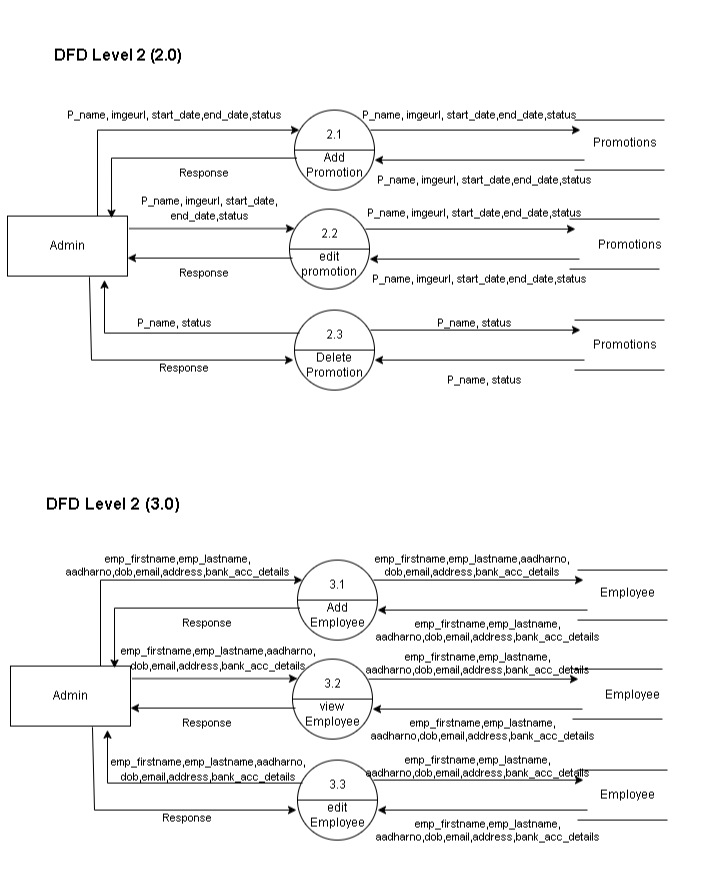 DFD Level 2 (2.0)
P_name, imgeurl, start_date,end_date,status
P_name, imgeurl, start_date,end_date,status
2.1
Add
Promotion
Promotions
Response
P_name, imgeurl, start_date,end_date,status
P_name, imgeurl, start_date,
end_date,status
P_name, imgeurl, start_date,end_date,status
Admin
2.2
edit
promotion
Promotions
Response
P_name, imgeurl, start_date,end_date,status
P_name, status
P_name, status
2.3
Delete
Promotion
Promotions
Response
P_name, status
DFD Level 2 (3.0)
emp_firstname,emp_lastname,
aadharno,dob,email,address,bank_acc_details
emp_firstname,emp_lastname,aadharno,
dob,email,address,bank_acc_details
3.1
Add
Employee
Employee
Response
emp_firstname,emp_lastname,
aadharno,dob,email,address,bank_acc_details
emp_firstname,emp_lastname,aadharno,
dob,email,address,bank_acc_details
emp_firstname,emp_lastname,
aadharno,dob,email,address,bank_acc_details
Admin
3.2
view
Employee
Employee
Response
emp_firstname,emp_lastname,
aadharno,dob,email,address,bank_acc_details
emp_firstname,emp_lastname,aadharno,
dob,email,address,bank_acc_details
emp_firstname,emp_lastname,
aadharno,dob,email,address,bank_acc_details
3.3
edit
Employee
Employee
Response
emp_firstname,emp_lastname,
aadharno,dob,email,address,bank_acc_details